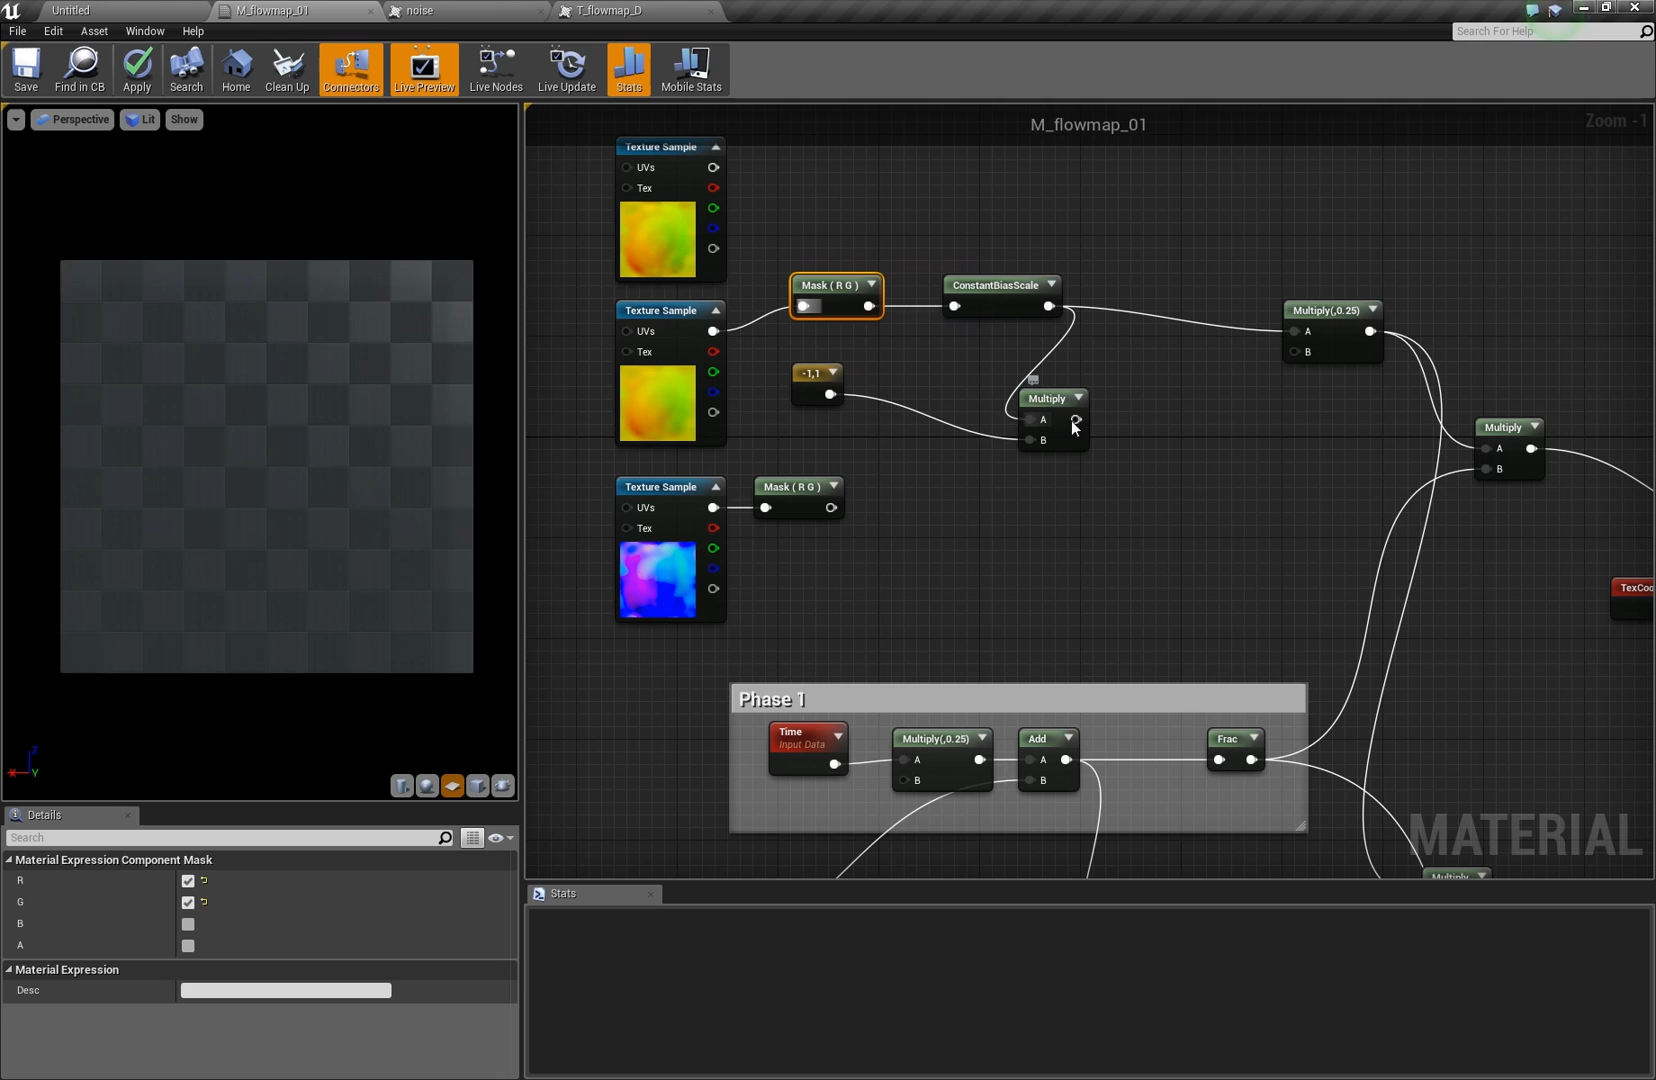 Untitled
M_flowmap_01
noise
T_flowmap_D
File Edit Asset Window Help
Search For Help
Save
Find in CB
Apply
Search
Home
Clean Up
Connectors
Live Preview
Live Nodes
Live Update
Stats
Mobile Stats
Perspective
Lit
Show
M_flowmap_01
Zoom -1
Texture Sample
UVs
Tex
Texture Sample
UVs
Tex
Mask ( R G )
ConstantBiasScale
-1,1
Multiply
A
B
Multiply(,0.25)
A
B
Multiply
A
B
Texture Sample
UVs
Tex
Mask ( R G )
TexCoo
Phase 1
Time
Input Data
Multiply(,0.25)
A
B
Add
A
B
Frac
Multiply
MATERIAL
Z
X
Y
Details
Search
Material Expression Component Mask
R
G
B
A
Material Expression
Desc
Stats